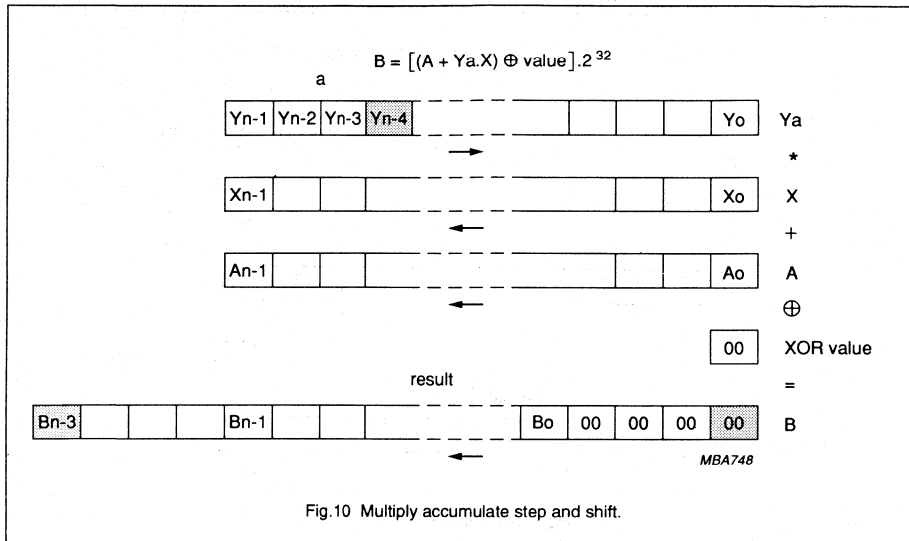 B = [(A + Ya.X) ⊕ value].2^32
a
Yn-1 Yn-2 Yn-3 Yn-4 Yo Ya
*
Xn-1 Xo X
+
An-1 Ao A
⊕
00 XOR value
result =
Bn-3 Bn-1 Bo 00 00 00 00 B
MBA748
Fig.10 Multiply accumulate step and shift.